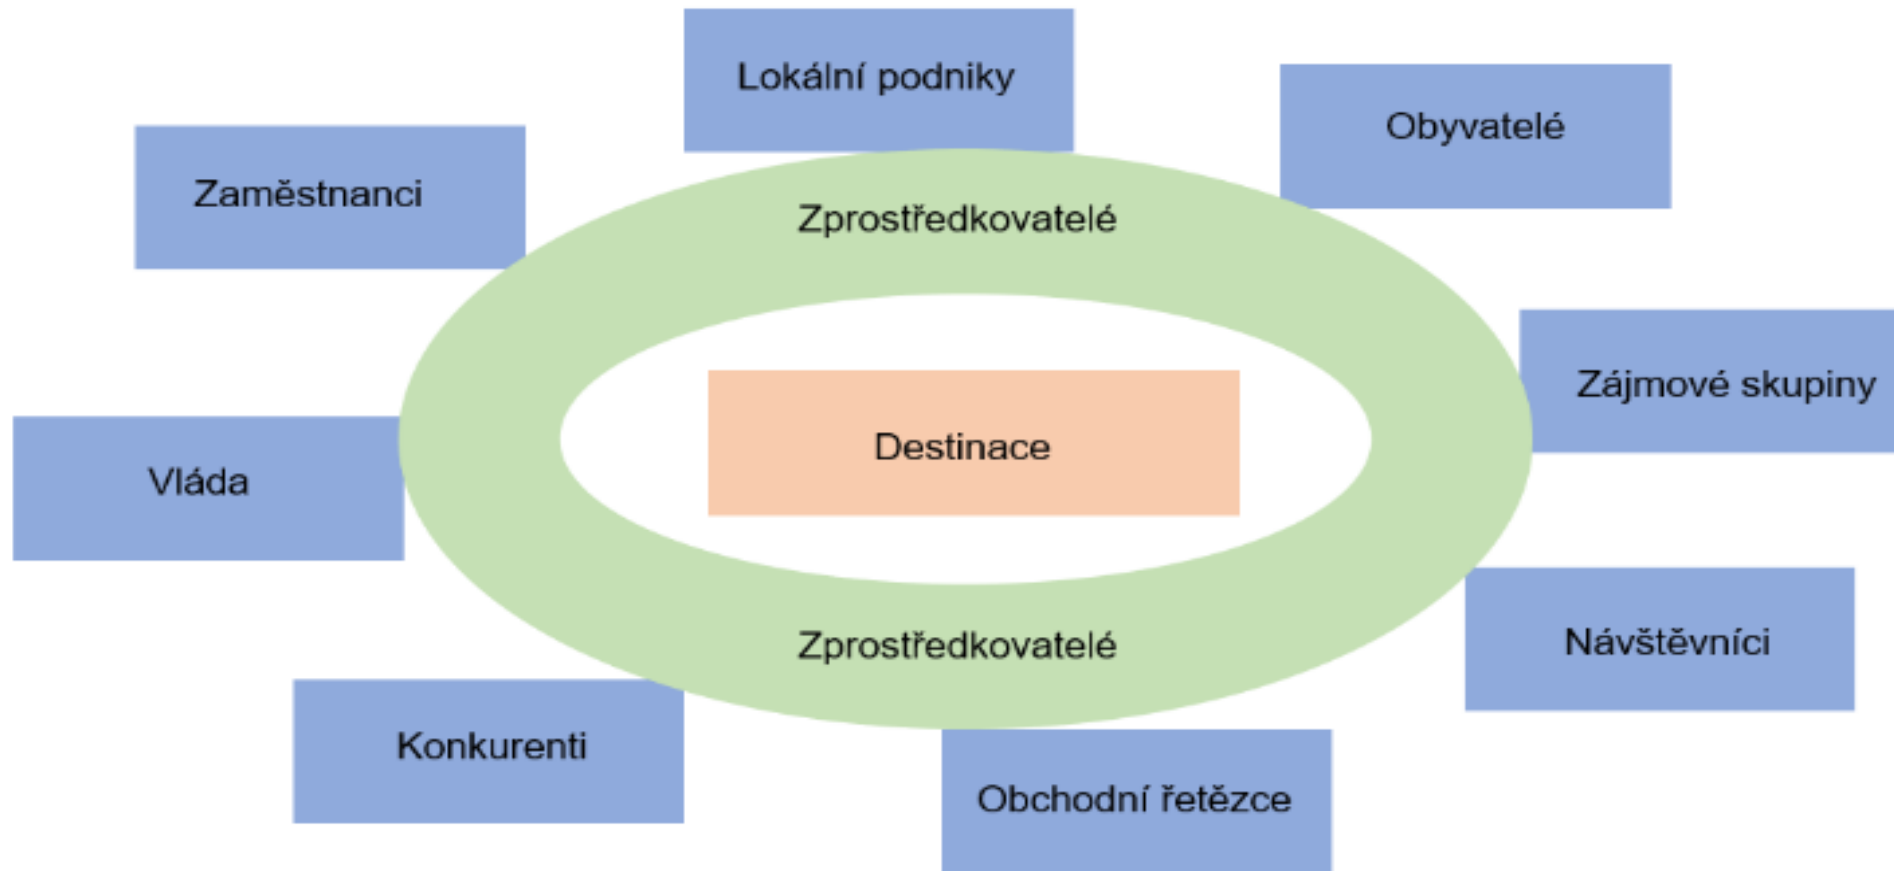 Lokální podniky
Obyvatelé
Zaměstnanci
Zprostředkovatelé
Zájmové skupiny
Destinace
Vláda
Zprostředkovatelé
Návštěvníci
Konkurenti
Obchodní řetězce